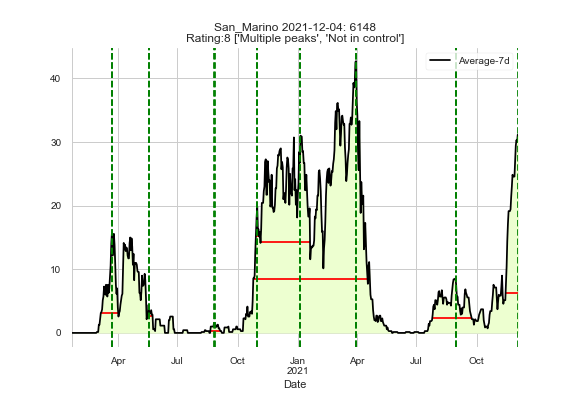 San_Marino 2021-12-04: 6148
Rating:8 ['Multiple peaks', 'Not in control']
Average-7d
40
30
20
10
0
Apr Jul Oct Jan Apr Jul Oct
2021
Date